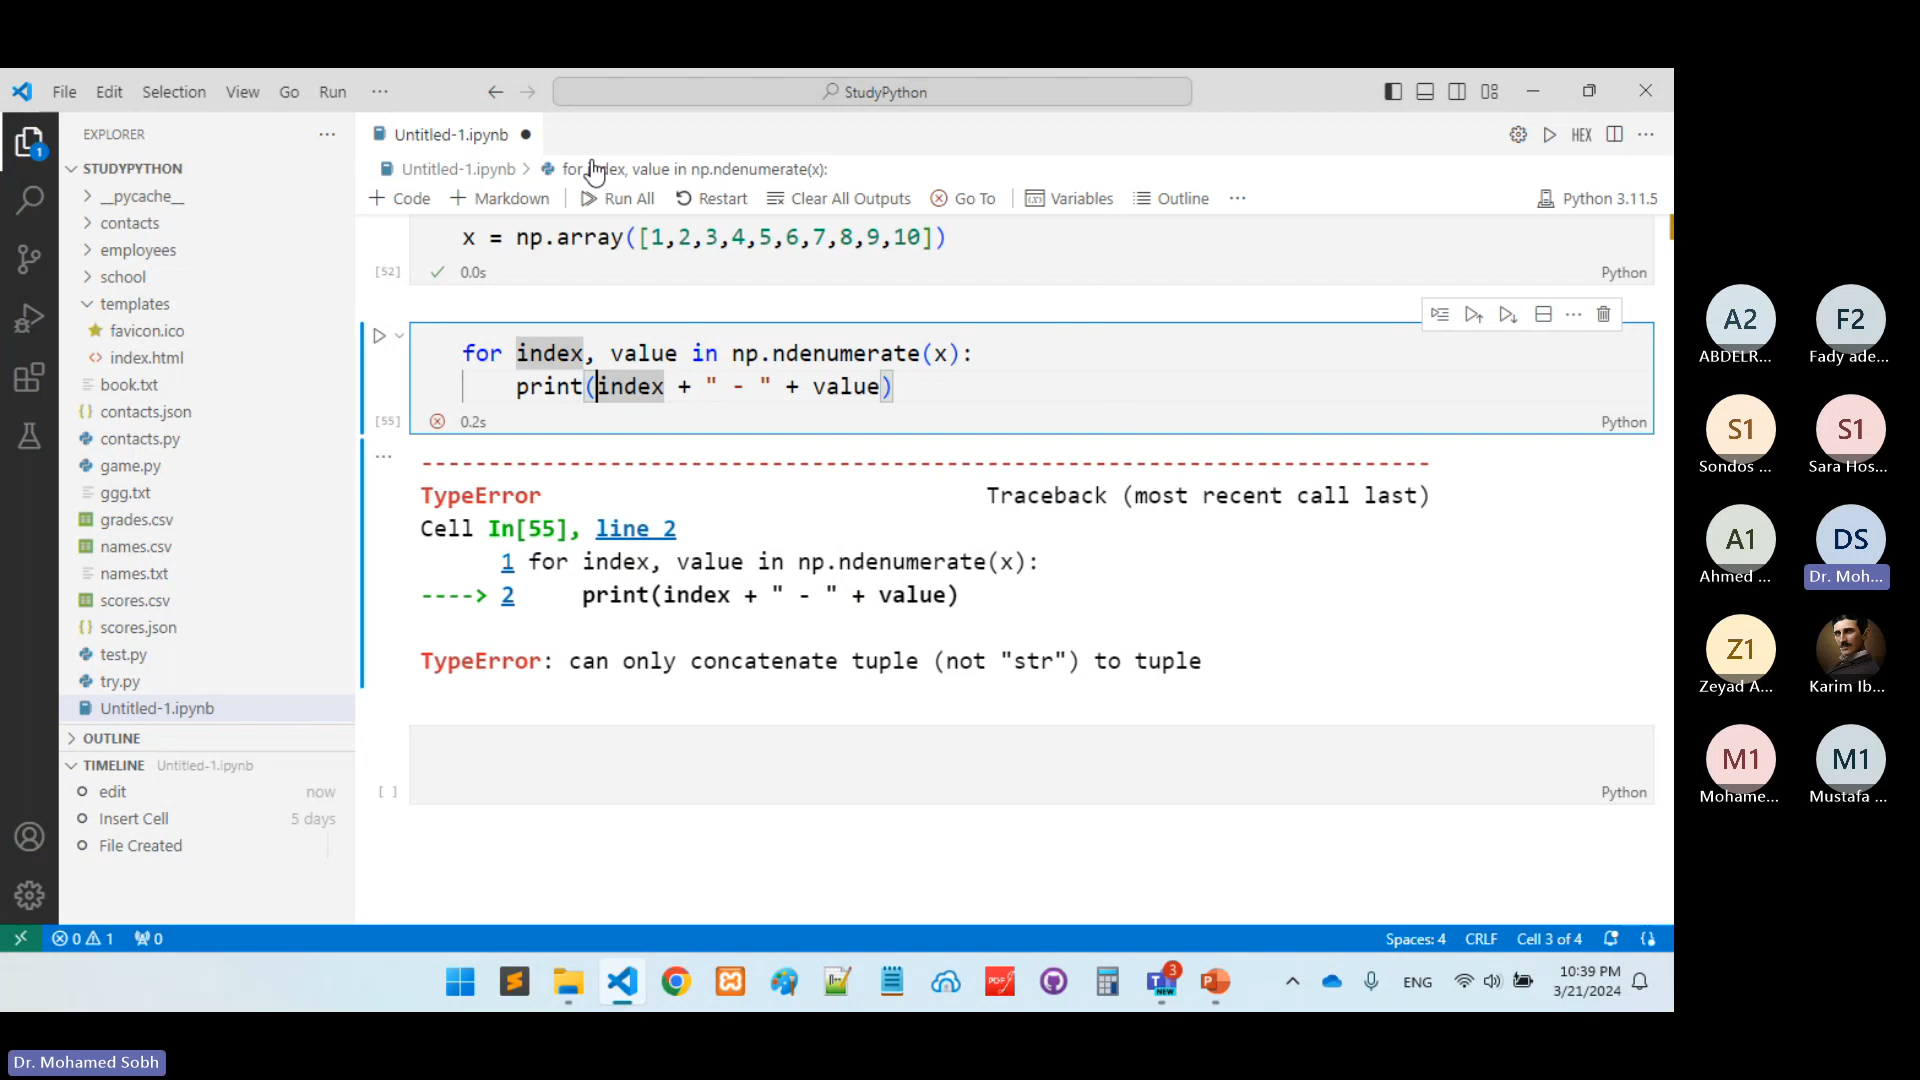 File Edit Selection View Go Run ··· StudyPython
EXPLORER ···
STUDYPYTHON
__pycache__
contacts
employees
school
templates
favicon.ico
index.html
book.txt
contacts.json
contacts.py
game.py
ggg.txt
grades.csv
names.csv
names.txt
scores.csv
scores.json
test.py
try.py
Untitled-1.ipynb
OUTLINE
TIMELINE Untitled-1.ipynb
edit now
Insert Cell 5 days
File Created
1
Untitled-1.ipynb
HEX
Untitled-1.ipynb > for index, value in np.ndenumerate(x):
+ Code + Markdown Run All Restart Clear All Outputs Go To Variables Outline ··· Python 3.11.5
x = np.array([1,2,3,4,5,6,7,8,9,10])
[52] 0.0s Python
for index, value in np.ndenumerate(x):
print(index + " - " + value)
[55] 0.2s Python
---------------------------------------------------------------------------
TypeError Traceback (most recent call last)
Cell In[55], line 2
1 for index, value in np.ndenumerate(x):
----> 2 print(index + " - " + value)
TypeError: can only concatenate tuple (not "str") to tuple
[ ] Python
0 1 0 Spaces: 4 CRLF Cell 3 of 4
PDF T NEW 3 P ENG 10:39 PM
3/21/2024
A2 F2
ABDELR... Fady ade...
S1 S1
Sondos ... Sara Hos...
A1 DS
Ahmed ... Dr. Moh...
Z1
Zeyad A... Karim Ib...
M1 M1
Mohame... Mustafa ...
Dr. Mohamed Sobh